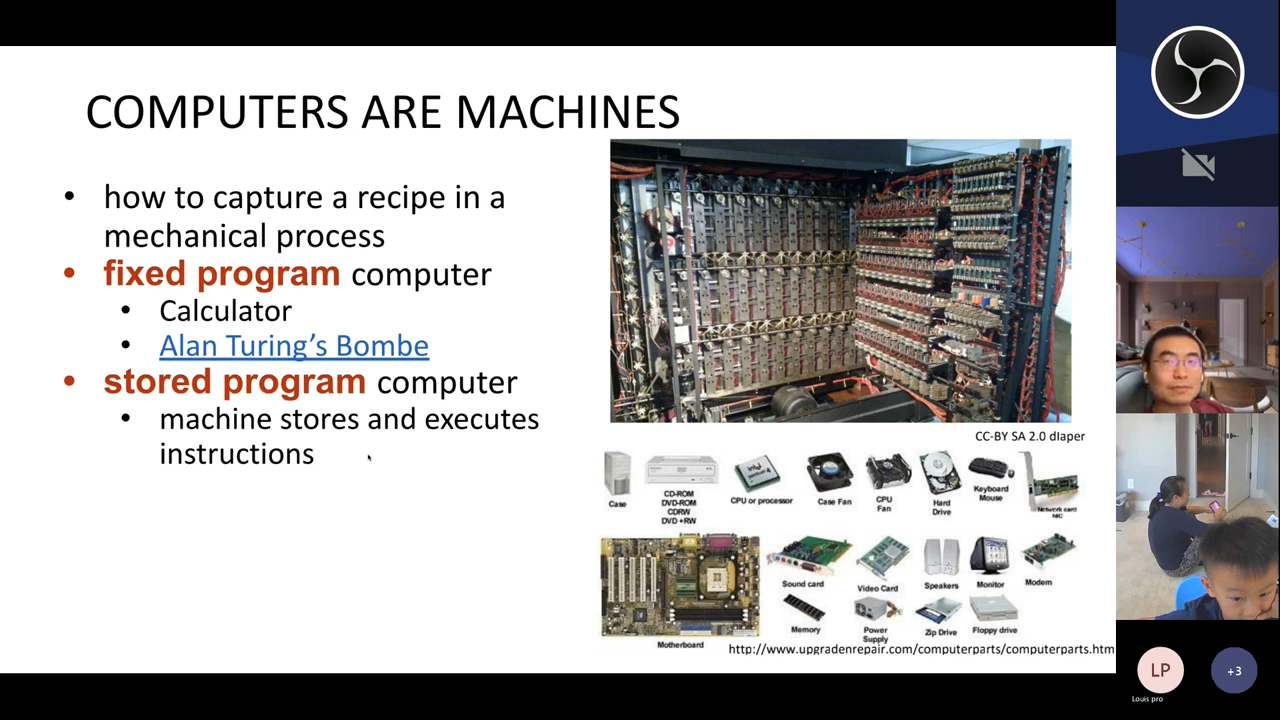 COMPUTERS ARE MACHINES
• how to capture a recipe in a
mechanical process
• fixed program computer
• Calculator
• Alan Turing's Bombe
• stored program computer
• machine stores and executes
instructions
CC-BY SA 2.0 dIaper
Case
CD-ROM
DVD-ROM
CDRW
DVD +RW
CPU or processor
Case Fan
CPU
Fan
Hard
Drive
Keyboard
Mouse
Network card
NIC
Motherboard
Sound card
Video Card
Speakers
Monitor
Modem
Memory
Power
Supply
Zip Drive
Floppy drive
http://www.upgradenrepair.com/computerparts/computerparts.htm
LP
Louis pro
+3